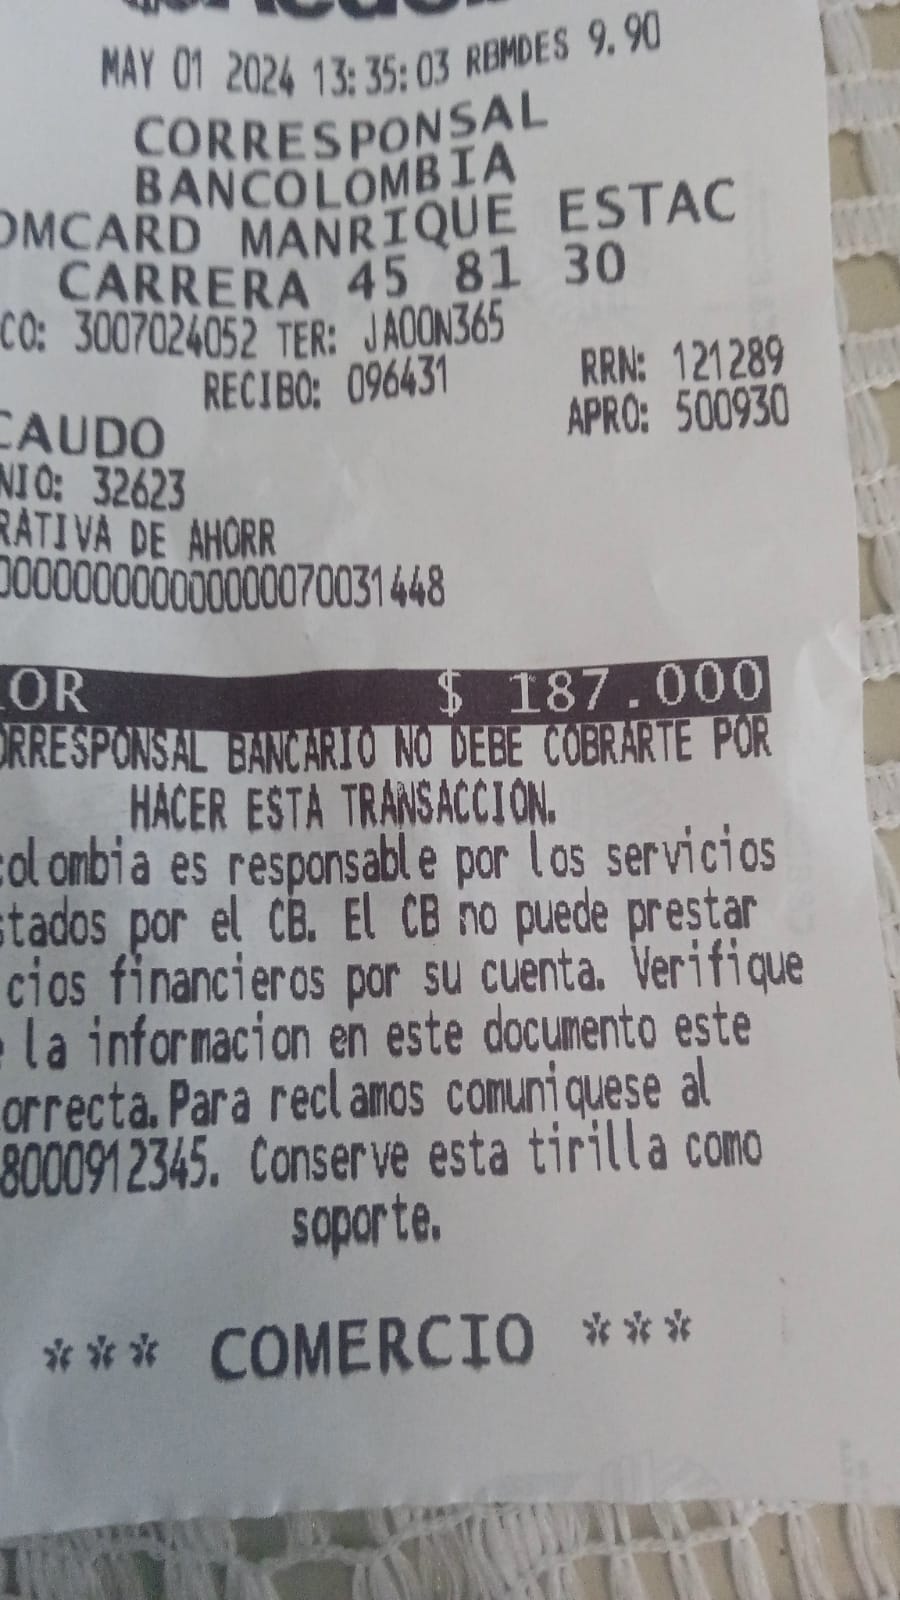 MAY 01 2024 13:35:03 RBMDES 9.90
CORRESPONSAL
BANCOLOMBIA
OMCARD MANRIQUE ESTAC
CARRERA 45 81 30
CO: 3007024052 TER: JAOON365
RECIBO: 096431 RRN: 121289
CAUDO APRO: 500930
NIO: 32623
RATIVA DE AHORR
000000000000000070031448
LOR $ 187.000
ORRESPONSAL BANCARIO NO DEBE COBRARTE POR
HACER ESTA TRANSACCION.
colombia es responsable por los servicios
stados por el CB. El CB no puede prestar
cios financieros por su cuenta. Verifique
e la informacion en este documento este
orrecta. Para reclamos comuniquese al
8000912345. Conserve esta tirilla como
soporte.
*** COMERCIO ***